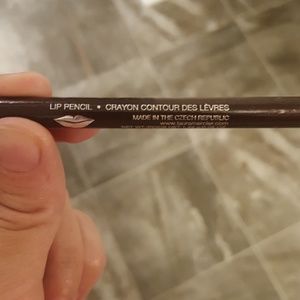 LIP PENCIL • CRAYON CONTOUR DES LÈVRES
MADE IN THE CZECH REPUBLIC
www.lauramercier.com